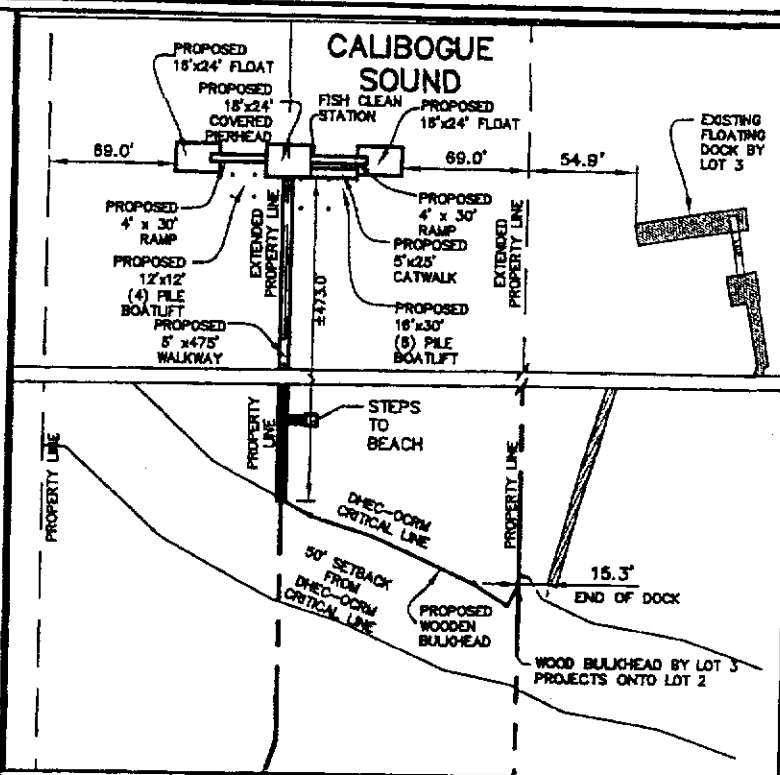 CALIBOGUE
SOUND
PROPOSED
18'x24' FLOAT
PROPOSED
18'x24'
COVERED
PIERHEAD
FISH CLEAN
STATION
PROPOSED
18'x24' FLOAT
EXISTING
FLOATING
DOCK BY
LOT 3
69.0'
69.0'
54.9'
PROPOSED
4' x 30'
RAMP
PROPOSED
12'x12'
(4) PILE
BOATLIFT
PROPOSED
5' x475'
WALKWAY
EXTENDED
PROPERTY LINE
±473.0'
PROPOSED
4' x 30'
RAMP
PROPOSED
5'x25'
CATWALK
PROPOSED
16'x30'
(8) PILE
BOATLIFT
EXTENDED
PROPERTY LINE
PROPERTY LINE
PROPERTY
LINE
STEPS
TO
BEACH
PROPERTY LINE
DHEC-OCRM
CRITICAL LINE
50' SETBACK
FROM
DHEC-OCRM
CRITICAL LINE
PROPOSED
WOODEN
BULKHEAD
15.3'
END OF DOCK
WOOD BULKHEAD BY LOT 3
PROJECTS ONTO LOT 2